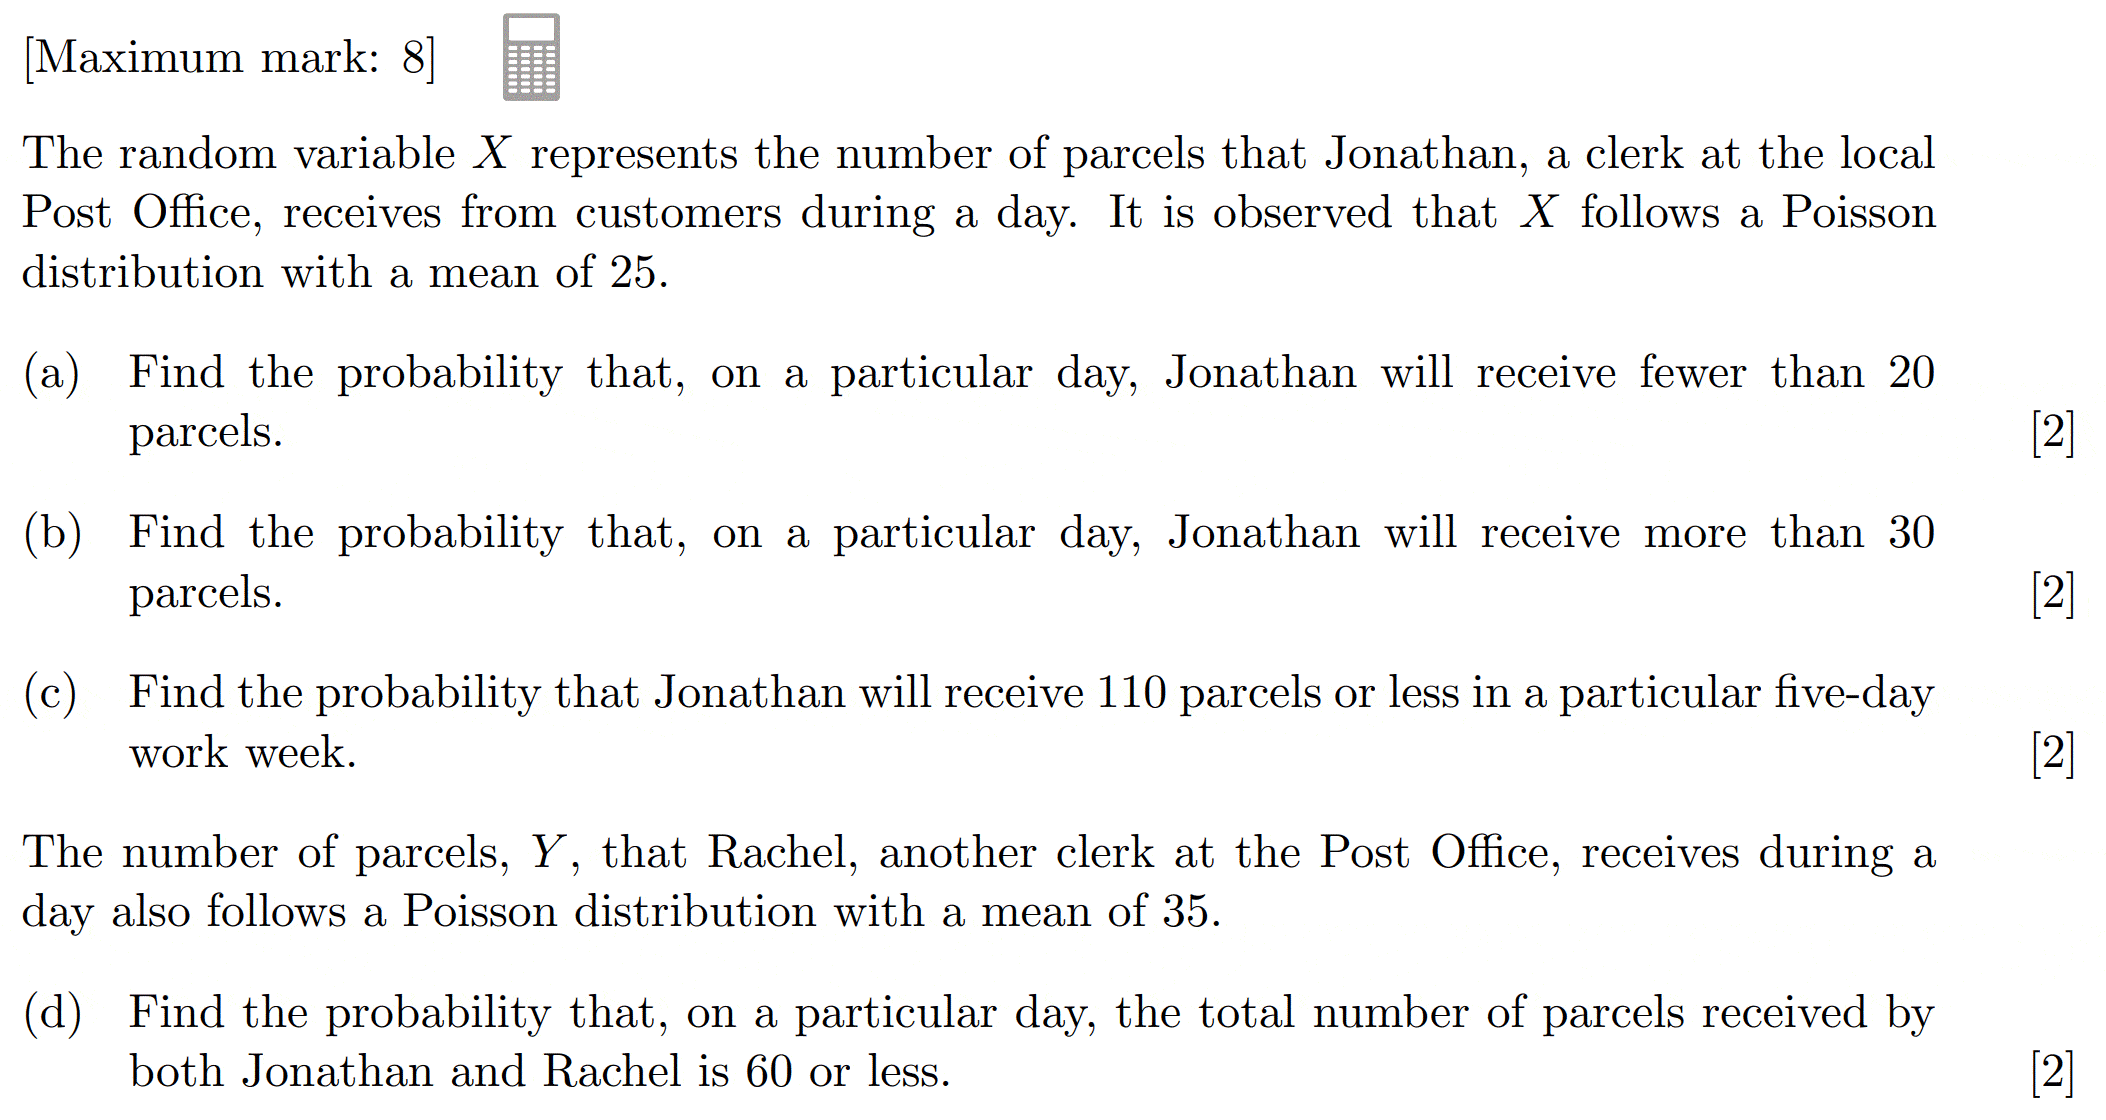 [Maximum mark: 8]
The random variable X represents the number of parcels that Jonathan, a clerk at the local
Post Office, receives from customers during a day. It is observed that X follows a Poisson
distribution with a mean of 25.
(a) Find the probability that, on a particular day, Jonathan will receive fewer than 20
parcels. [2]
(b) Find the probability that, on a particular day, Jonathan will receive more than 30
parcels. [2]
(c) Find the probability that Jonathan will receive 110 parcels or less in a particular five-day
work week. [2]
The number of parcels, Y, that Rachel, another clerk at the Post Office, receives during a
day also follows a Poisson distribution with a mean of 35.
(d) Find the probability that, on a particular day, the total number of parcels received by
both Jonathan and Rachel is 60 or less. [2]